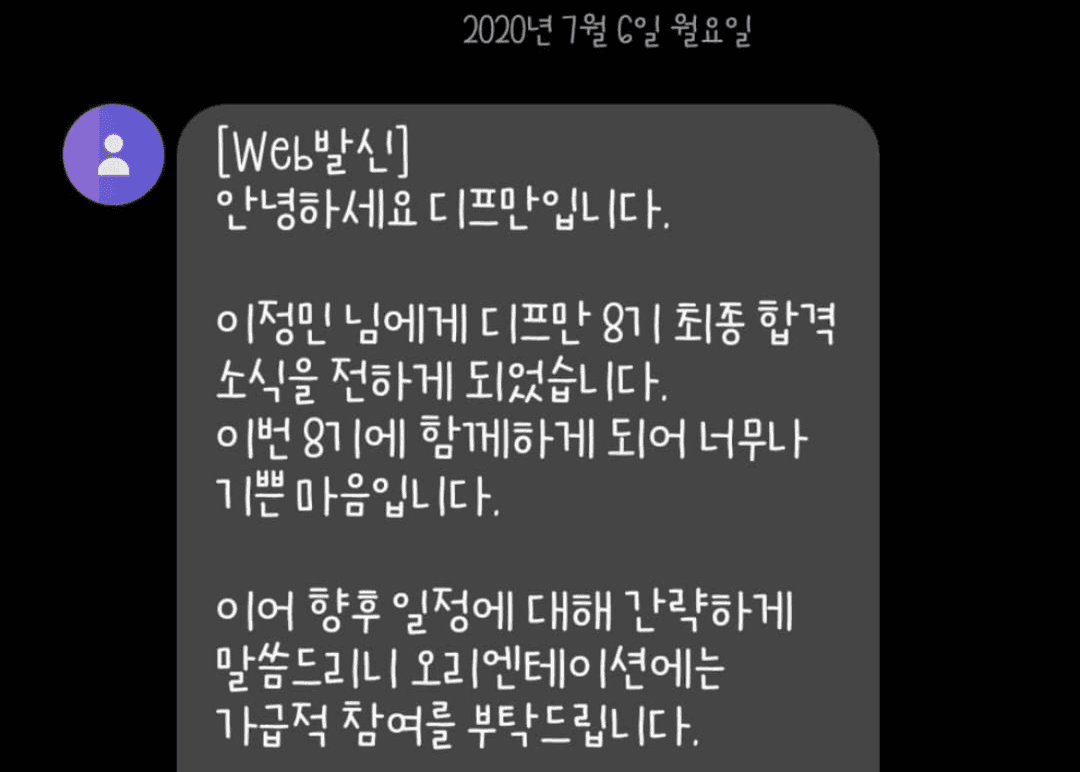 2020년 7월 6일 월요일
[Web발신]
안녕하세요 디프만입니다.
이정민 님에게 디프만 8기 최종 합격
소식을 전하게 되었습니다.
이번 8기에 함께하게 되어 너무나
기쁜 마음입니다.
이어 향후 일정에 대해 간략하게
말씀드리니 오리엔테이션에는
가급적 참여를 부탁드립니다.